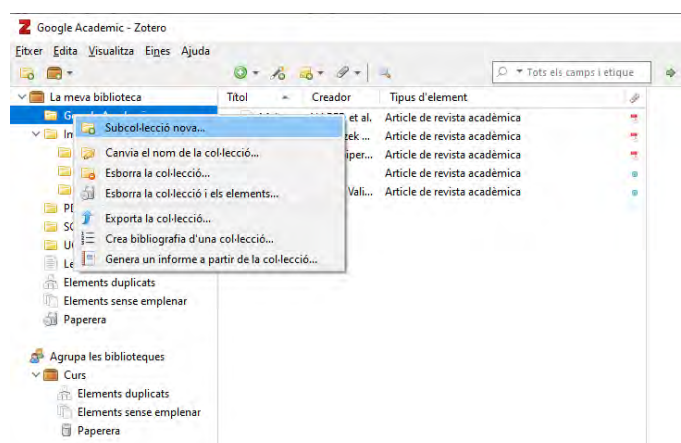 Google Academic - Zotero
Eitxer Edita Visualitza Eines Ajuda
Tots els camps i etique
La meva biblioteca
Títol Creador Tipus d'element
et al. Article de revista acadèmica
Article de revista acadèmica
Article de revista acadèmica
Article de revista acadèmica
Vali... Article de revista acadèmica
Subcol·lecció nova...
Canvia el nom de la col·lecció...
Esborra la col·lecció...
Esborra la col·lecció i els elements...
Exporta la col·lecció...
Crea bibliografia d'una col·lecció...
Genera un informe a partir de la col·lecció...
Elements duplicats
Elements sense emplenar
Paperera
Agrupa les biblioteques
Curs
Elements duplicats
Elements sense emplenar
Paperera